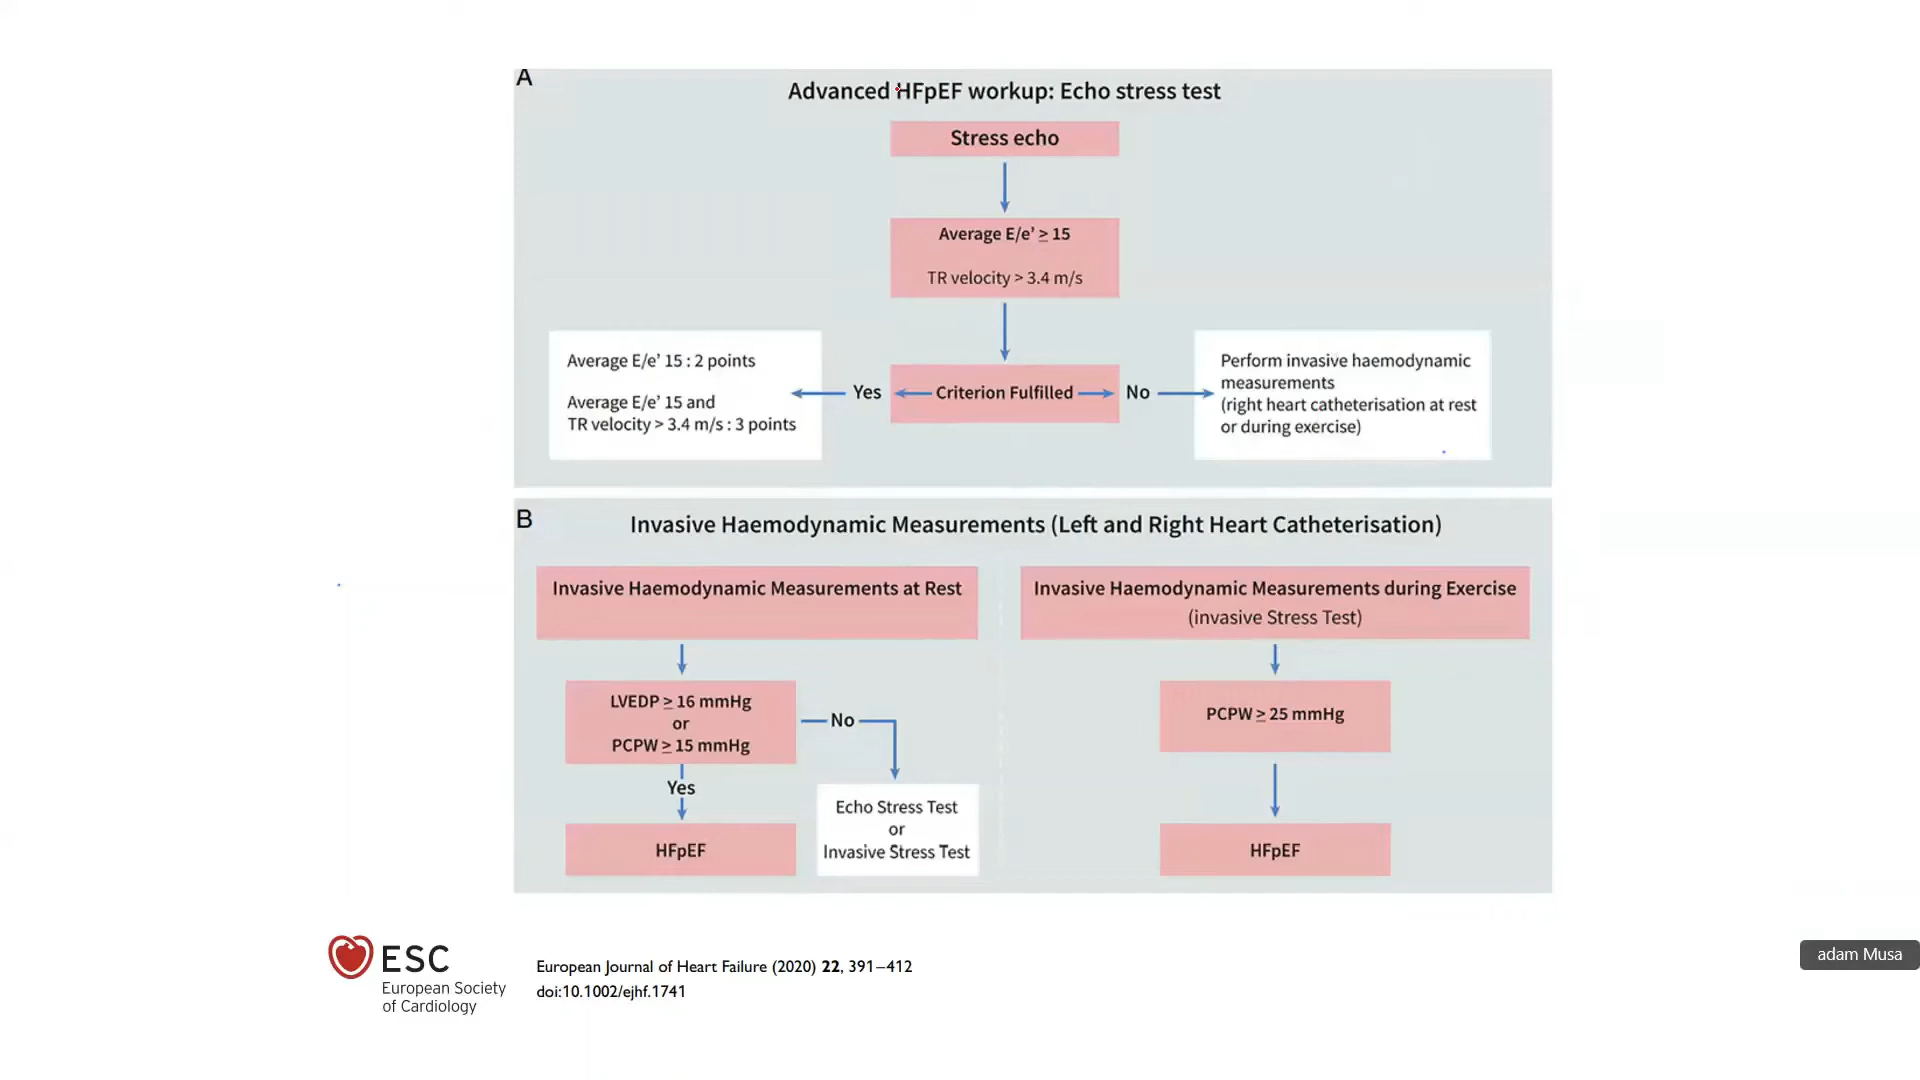 A
Advanced HFpEF workup: Echo stress test
Stress echo
Average E/e’ ≥ 15
TR velocity > 3.4 m/s
Average E/e’ 15 : 2 points
Average E/e’ 15 and
TR velocity > 3.4 m/s : 3 points
Yes
Criterion Fulfilled
No
Perform invasive haemodynamic
measurements
(right heart catheterisation at rest
or during exercise)
B
Invasive Haemodynamic Measurements (Left and Right Heart Catheterisation)
Invasive Haemodynamic Measurements at Rest
LVEDP ≥ 16 mmHg
or
PCPW ≥ 15 mmHg
No
Yes
HFpEF
Echo Stress Test
or
Invasive Stress Test
Invasive Haemodynamic Measurements during Exercise
(invasive Stress Test)
PCPW ≥ 25 mmHg
HFpEF
ESC
European Society
of Cardiology
European Journal of Heart Failure (2020) 22, 391–412
doi:10.1002/ejhf.1741
adam Musa